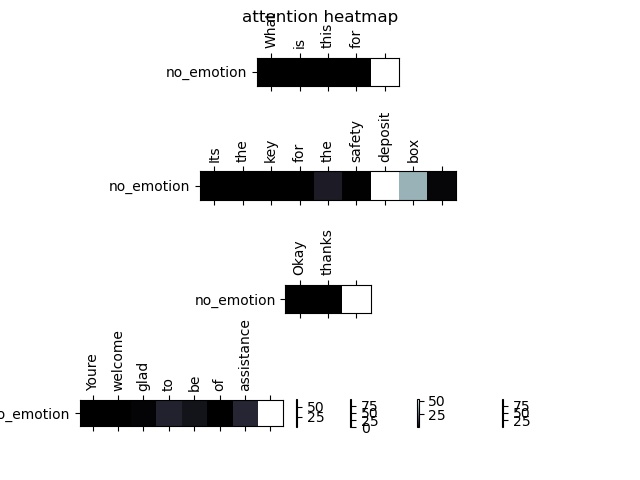 attention heatmap
What is this for
no_emotion
Its the key for the safety deposit box
no_emotion
Okay thanks
no_emotion
Youre welcome glad to be of assistance
no_emotion
50 75 50 75
25 50 25 50
25 25
0